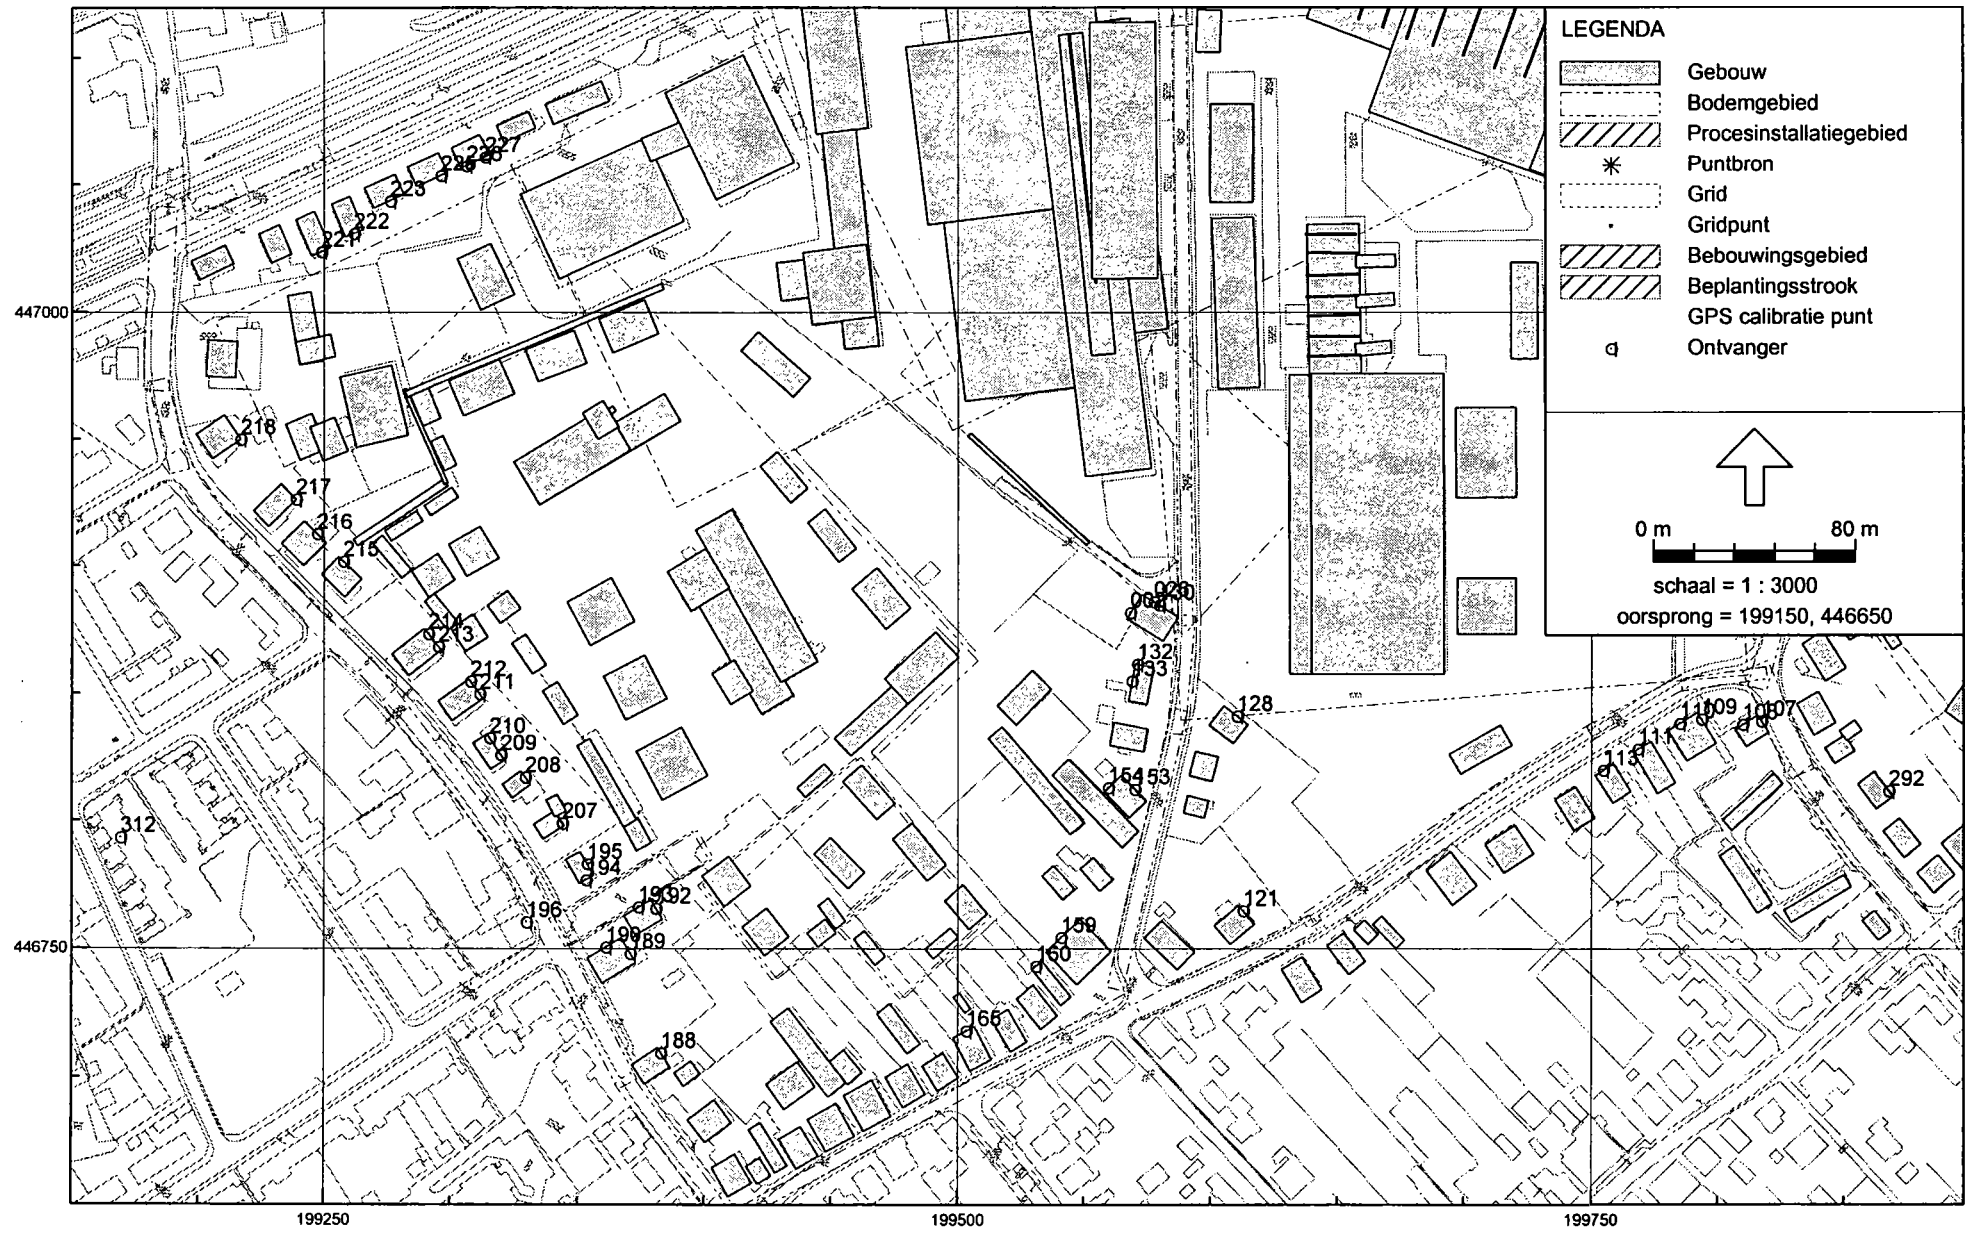 LEGENDA
Gebouw
Bodemgebied
Procesinstallatiegebied
Puntbron
Grid
Gridpunt
Bebouwingsgebied
Beplantingsstrook
GPS calibratie punt
Ontvanger
0 m 80 m
schaal = 1 : 3000
oorsprong = 199150, 446650
227
225
223
222
221
447000
218
217
216
215
214
213
212
211
210
209
208
207
312
195
194
196
193
192
190
189
188
132
133
128
154
153
159
160
165
121
113
111
110
109
107
292
446750
199250 199500 199750